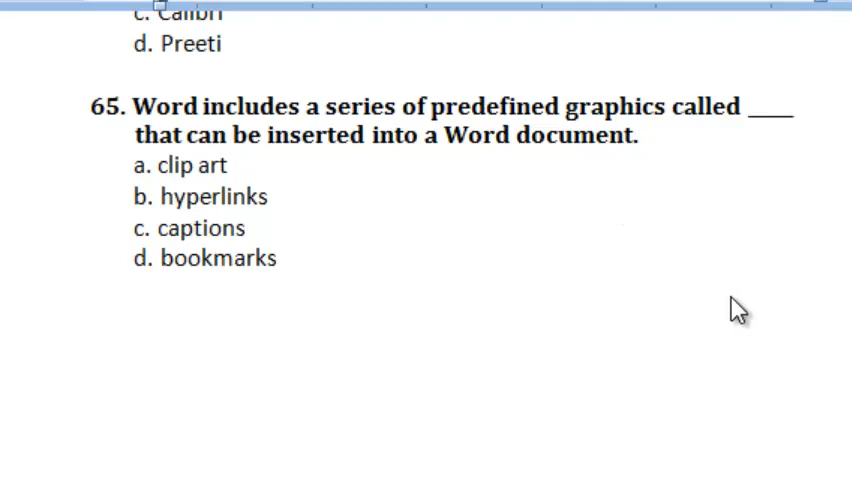 c. Calibri
d. Preeti
65. Word includes a series of predefined graphics called ____
that can be inserted into a Word document.
a. clip art
b. hyperlinks
c. captions
d. bookmarks